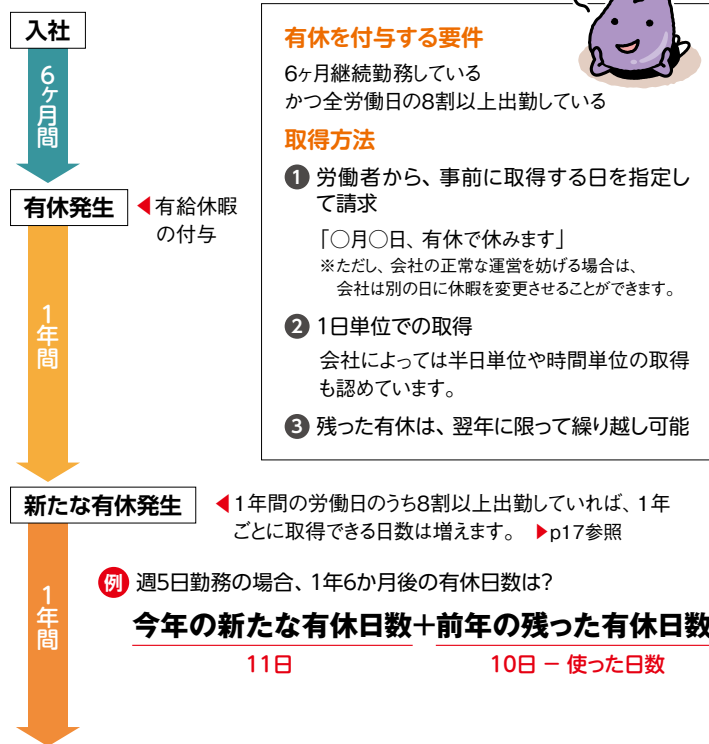 入社
6ヶ月間
有休発生
◀有給休暇
の付与
1年間
新たな有休発生
◀1年間の労働日のうち8割以上出勤していれば、1年
ごとに取得できる日数は増えます。 ▶p17参照
1年間
有休を付与する要件
6ヶ月継続勤務している
かつ全労働日の8割以上出勤している
取得方法
❶ 労働者から、事前に取得する日を指定し
て請求
「○月○日、有休で休みます」
※ただし、会社の正常な運営を妨げる場合は、
会社は別の日に休暇を変更させることができます。
❷ 1日単位での取得
会社によっては半日単位や時間単位の取得
も認めています。
❸ 残った有休は、翌年に限って繰り越し可能
例 週5日勤務の場合、1年6か月後の有休日数は?
今年の新たな有休日数+前年の残った有休日数
11日 10日 − 使った日数